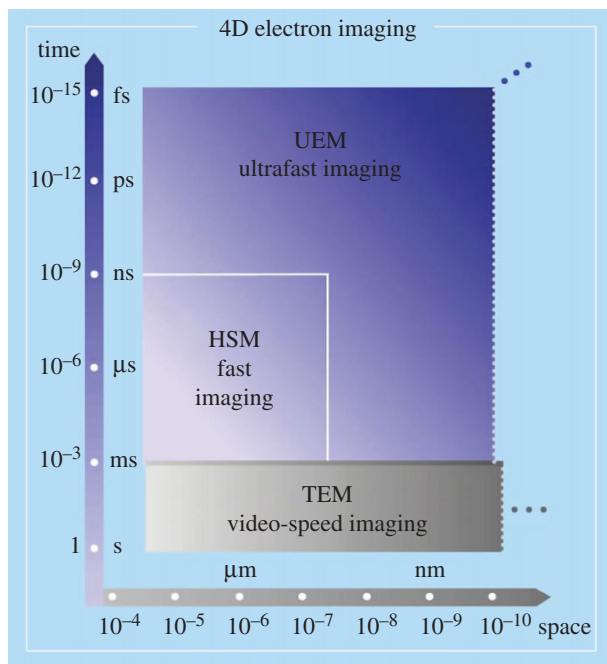 4D electron imaging
time
10⁻¹⁵ fs
UEM
ultrafast imaging
10⁻¹² ps
10⁻⁹ ns
HSM
fast
imaging
10⁻⁶ μs
10⁻³ ms
TEM
video-speed imaging
1 s
μm nm
10⁻⁴ 10⁻⁵ 10⁻⁶ 10⁻⁷ 10⁻⁸ 10⁻⁹ 10⁻¹⁰ space